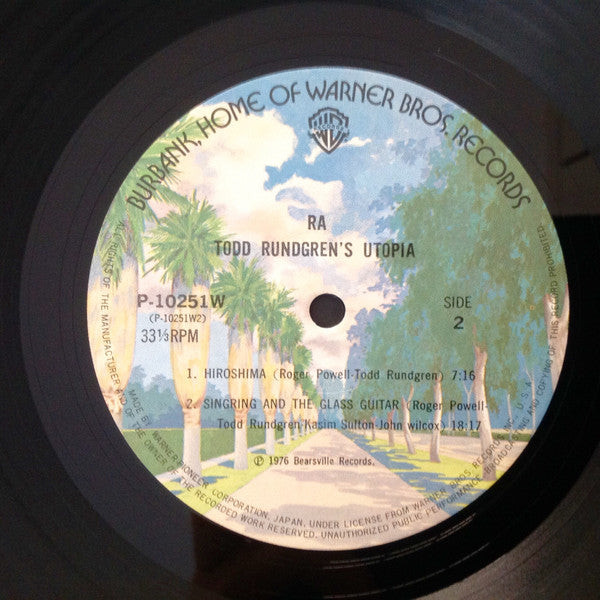 BURBANK, HOME OF WARNER BROS. RECORDS
RA
TODD RUNDGREN'S UTOPIA
P-10251W
(P-10251W2)
33⅓RPM
SIDE
2
1. HIROSHIMA (Roger Powell-Todd Rundgren) 7:16
2. SINGRING AND THE GLASS GUITAR (Roger Powell-
Todd Rundgren-Kasim Sulton-John wilcox) 18:17
Ⓟ 1976 Bearsville Records.
MADE BY WARNER-PIONEER CORPORATION, JAPAN, UNDER LICENSE FROM WARNER BROS RECORDS INC., U.S.A.
ALL RIGHTS OF THE MANUFACTURER AND OF THE OWNER OF THE RECORDED WORK RESERVED. UNAUTHORIZED PUBLIC PERFORMANCE, BROADCASTING AND COPYING OF THIS RECORD PROHIBITED.